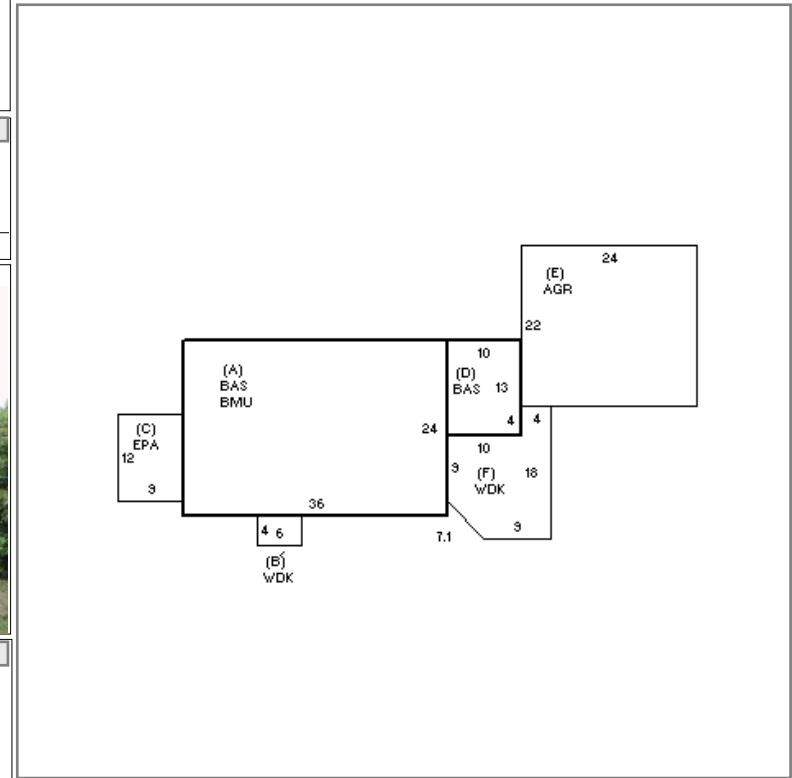 24
(E)
AGR
22
10
(A)
BAS
BMU
(D)
BAS 13
4
4
24
(C)
EPA
12
9
10
9
(F)
WDK
18
36
4 6
9
7.1
(B)
WDK